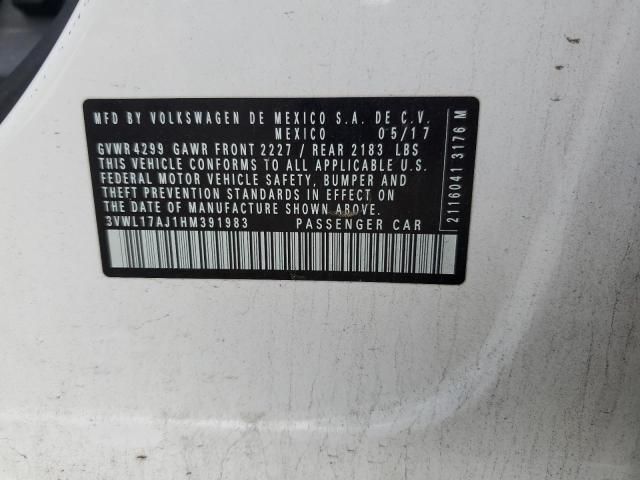 MFD BY VOLKSWAGEN DE MEXICO S.A. DE C.V.
MEXICO 05/17
GVWR 4299 GAWR FRONT 2227 / REAR 2183 LBS
THIS VEHICLE CONFORMS TO ALL APPLICABLE U.S.
FEDERAL MOTOR VEHICLE SAFETY, BUMPER AND
THEFT PREVENTION STANDARDS IN EFFECT ON
THE DATE OF MANUFACTURE SHOWN ABOVE.
3VWL17AJ1HM391983 PASSENGER CAR
2116041 3176 M